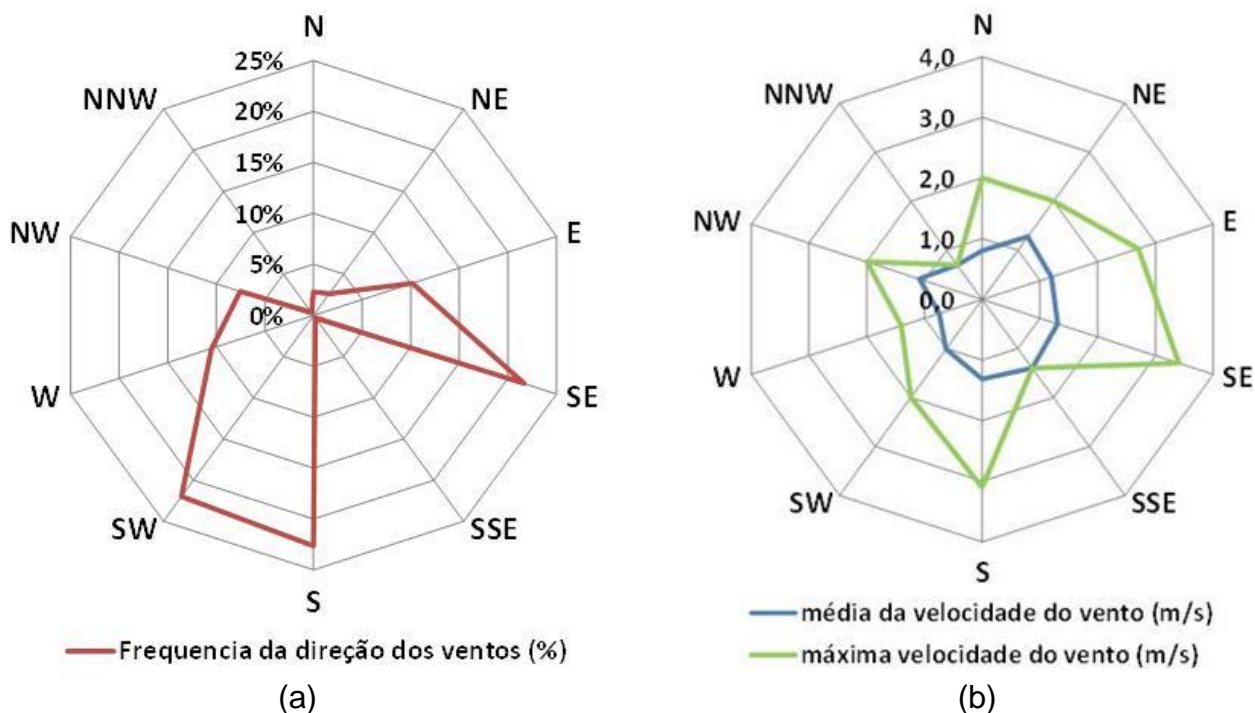 N
25%
NNW
NE
20%
15%
10%
NW
E
5%
0%
W
SE
SW
SSE
S
Frequencia da direção dos ventos (%)
(a)
N
4,0
NNW
NE
3,0
2,0
NW
E
1,0
0,0
W
SE
SW
SSE
S
média da velocidade do vento (m/s)
máxima velocidade do vento (m/s)
(b)